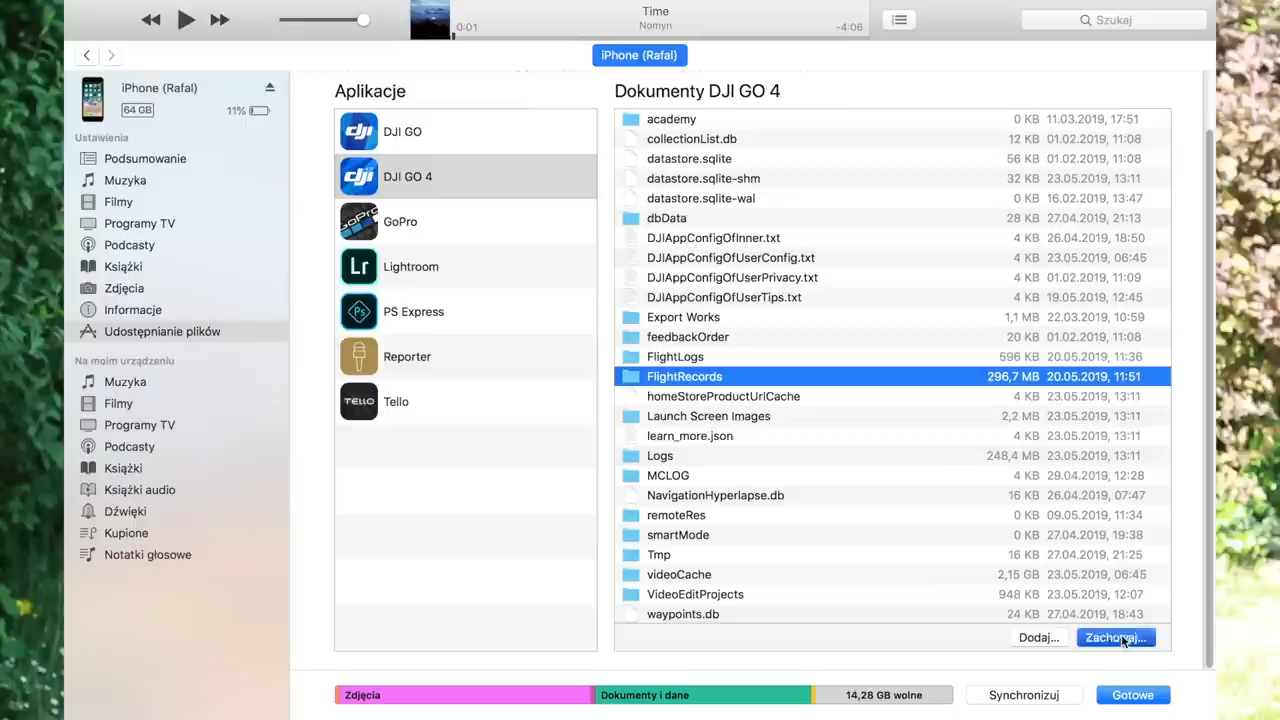 Time
Nomyn
0:01
-4:06
Szukaj
iPhone (Rafal)
iPhone (Rafal)
64 GB
11%
Ustawienia
Podsumowanie
Muzyka
Filmy
Programy TV
Podcasty
Książki
Zdjęcia
Informacje
Udostępnianie plików
Na moim urządzeniu
Muzyka
Filmy
Programy TV
Podcasty
Książki
Książki audio
Dźwięki
Kupione
Notatki głosowe
Aplikacje
DJI GO
DJI GO 4
GoPro
Lightroom
PS Express
Reporter
Tello
Dokumenty DJI GO 4
academy 0 KB 11.03.2019, 17:51
collectionList.db 12 KB 01.02.2019, 11:08
datastore.sqlite 56 KB 01.02.2019, 11:08
datastore.sqlite-shm 32 KB 23.05.2019, 13:11
datastore.sqlite-wal 0 KB 16.02.2019, 13:47
dbData 28 KB 27.04.2019, 21:13
DJIAppConfigOfInner.txt 4 KB 26.04.2019, 18:50
DJIAppConfigOfUserConfig.txt 4 KB 23.05.2019, 06:45
DJIAppConfigOfUserPrivacy.txt 4 KB 01.02.2019, 11:09
DJIAppConfigOfUserTips.txt 4 KB 19.05.2019, 12:45
Export Works 1,1 MB 22.03.2019, 10:59
feedbackOrder 20 KB 01.02.2019, 11:08
FlightLogs 596 KB 20.05.2019, 11:36
FlightRecords 296,7 MB 20.05.2019, 11:51
homeStoreProductUrlCache 4 KB 23.05.2019, 13:11
Launch Screen Images 2,2 MB 23.05.2019, 13:11
learn_more.json 4 KB 23.05.2019, 13:11
Logs 248,4 MB 23.05.2019, 13:11
MCLOG 4 KB 29.04.2019, 12:28
NavigationHyperlapse.db 16 KB 26.04.2019, 07:47
remoteRes 0 KB 09.05.2019, 11:34
smartMode 0 KB 27.04.2019, 19:38
Tmp 16 KB 27.04.2019, 21:25
videoCache 2,15 GB 23.05.2019, 06:45
VideoEditProjects 948 KB 23.05.2019, 12:07
waypoints.db 24 KB 27.04.2019, 18:43
Dodaj... Zachowaj...
Zdjęcia Dokumenty i dane 14,28 GB wolne Synchronizuj Gotowe